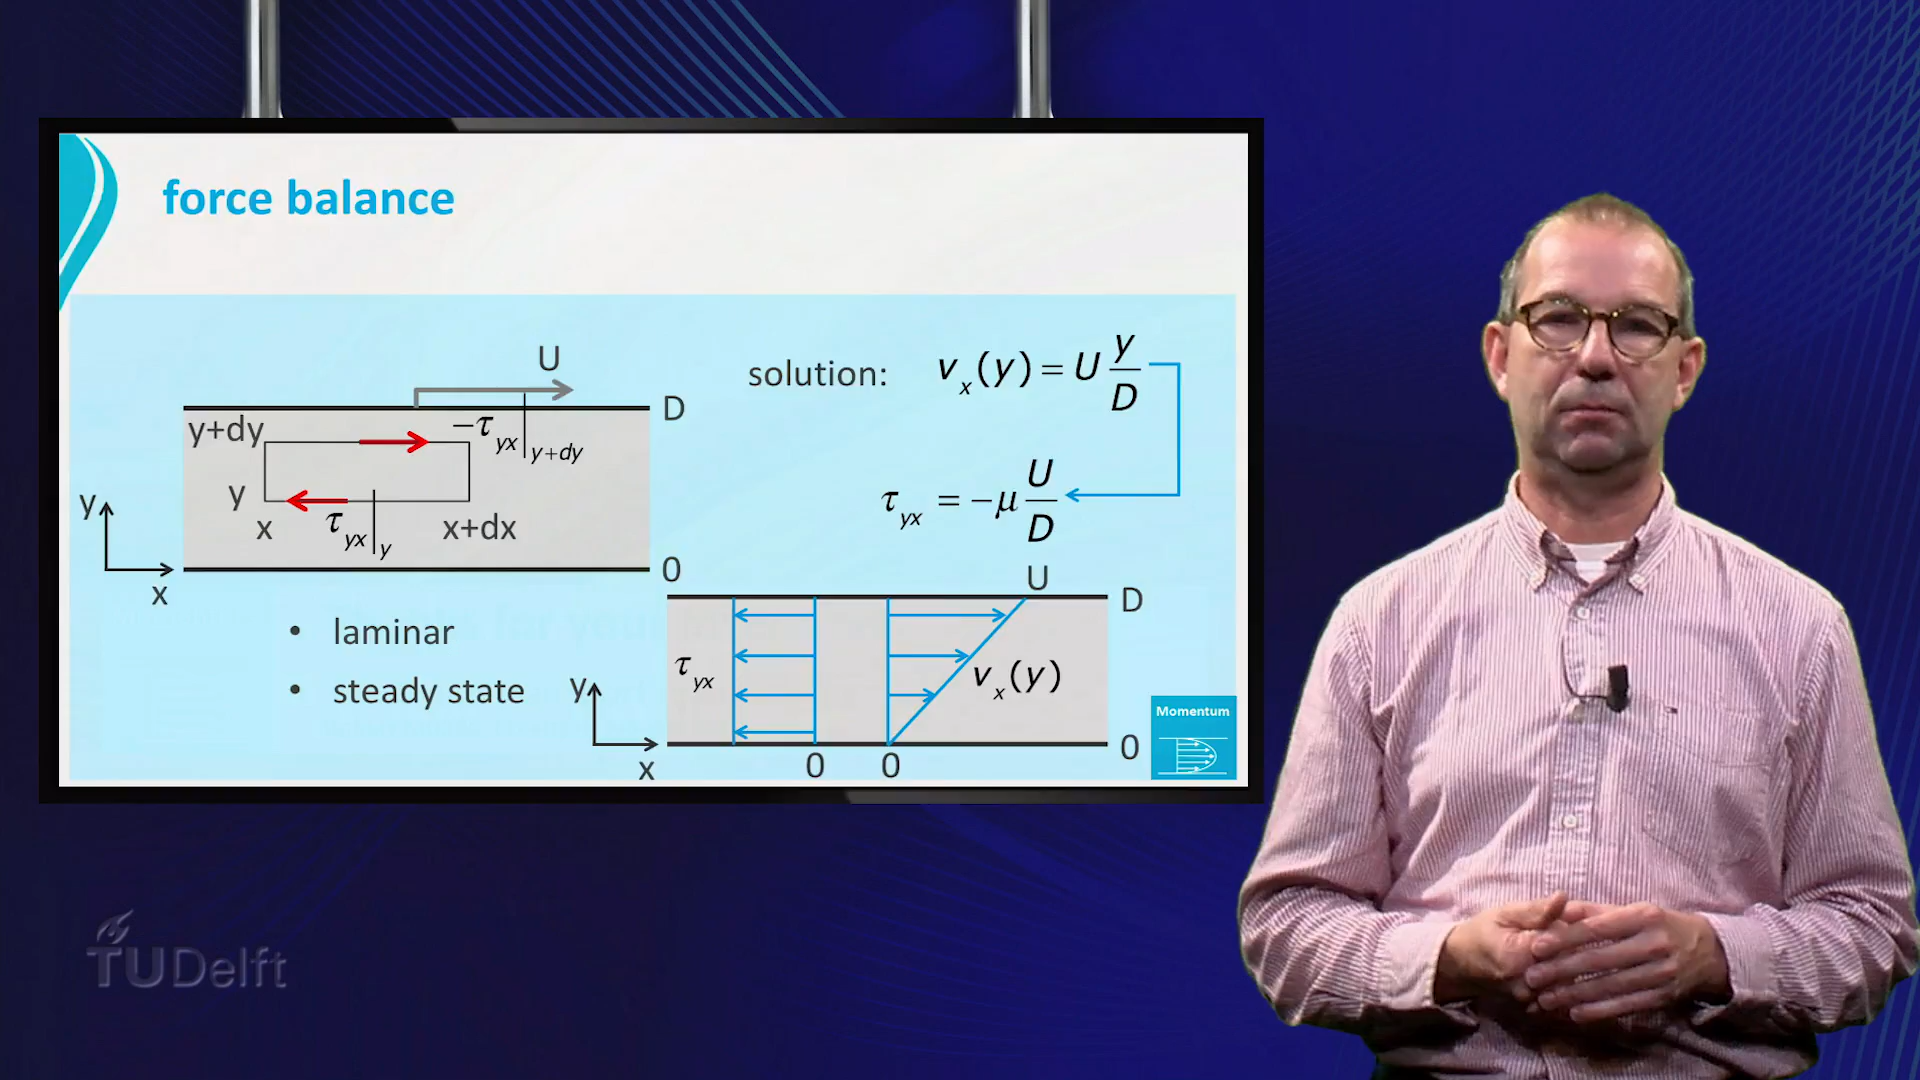 force balance
U
D
y+dy
−τyx|y+dy
y
y
x
τyx|y
x+dx
x
0
• laminar
• steady state
solution: vx(y) = U y/D
τyx = −μ U/D
U
D
τyx
vx(y)
y
x
0
0
0
Momentum
TUDelft